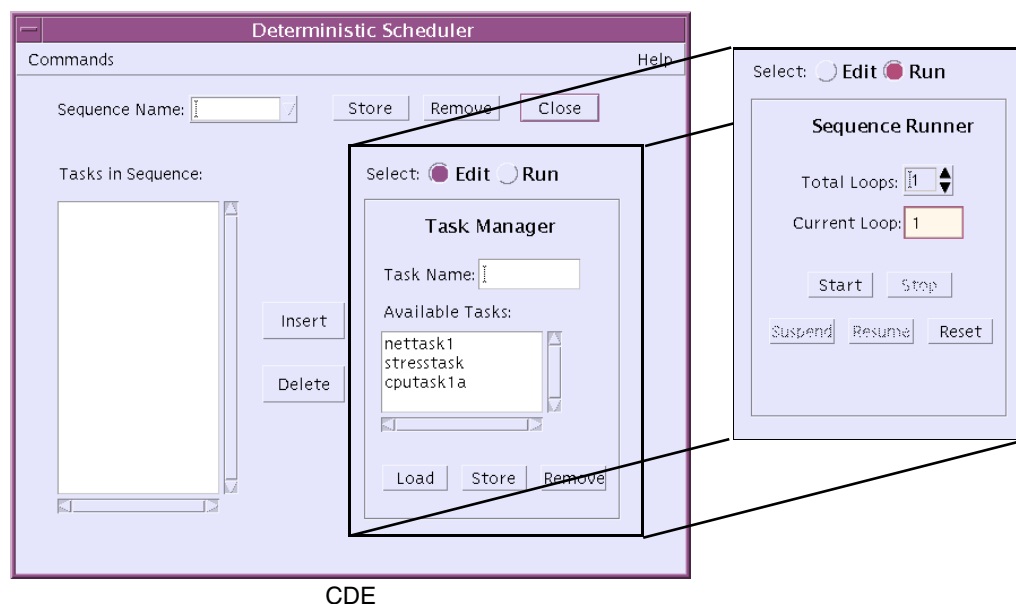 Deterministic Scheduler
Commands Help
Sequence Name: Store Remove Close
Tasks in Sequence:
Insert
Delete
Select: Edit Run
Task Manager
Task Name:
Available Tasks:
nettask1
stresstask
cputask1a
Load Store Remove
Select: Edit Run
Sequence Runner
Total Loops: 1
Current Loop: 1
Start Stop
Suspend Resume Reset
CDE